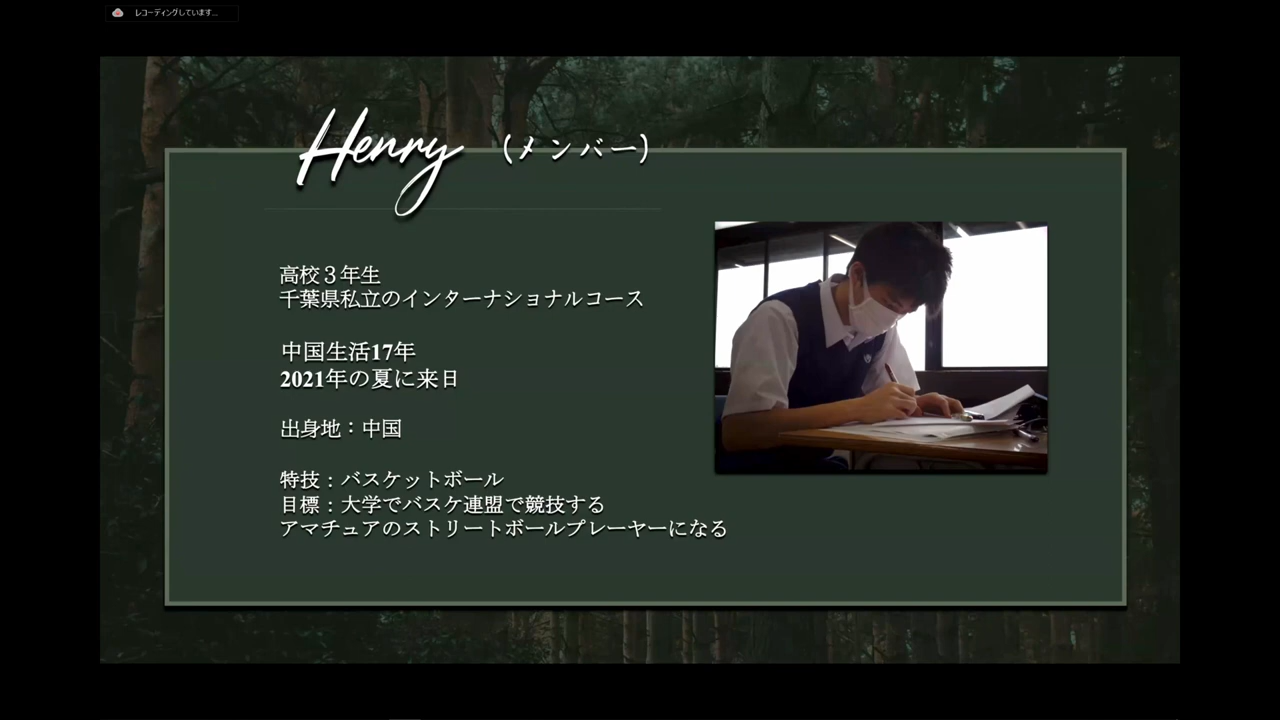 レコーディングしています...
Henry (メンバー)
高校３年生
千葉県私立のインターナショナルコース
中国生活17年
2021年の夏に来日
出身地：中国
特技：バスケットボール
目標：大学でバスケ連盟で競技する
アマチュアのストリートボールプレーヤーになる